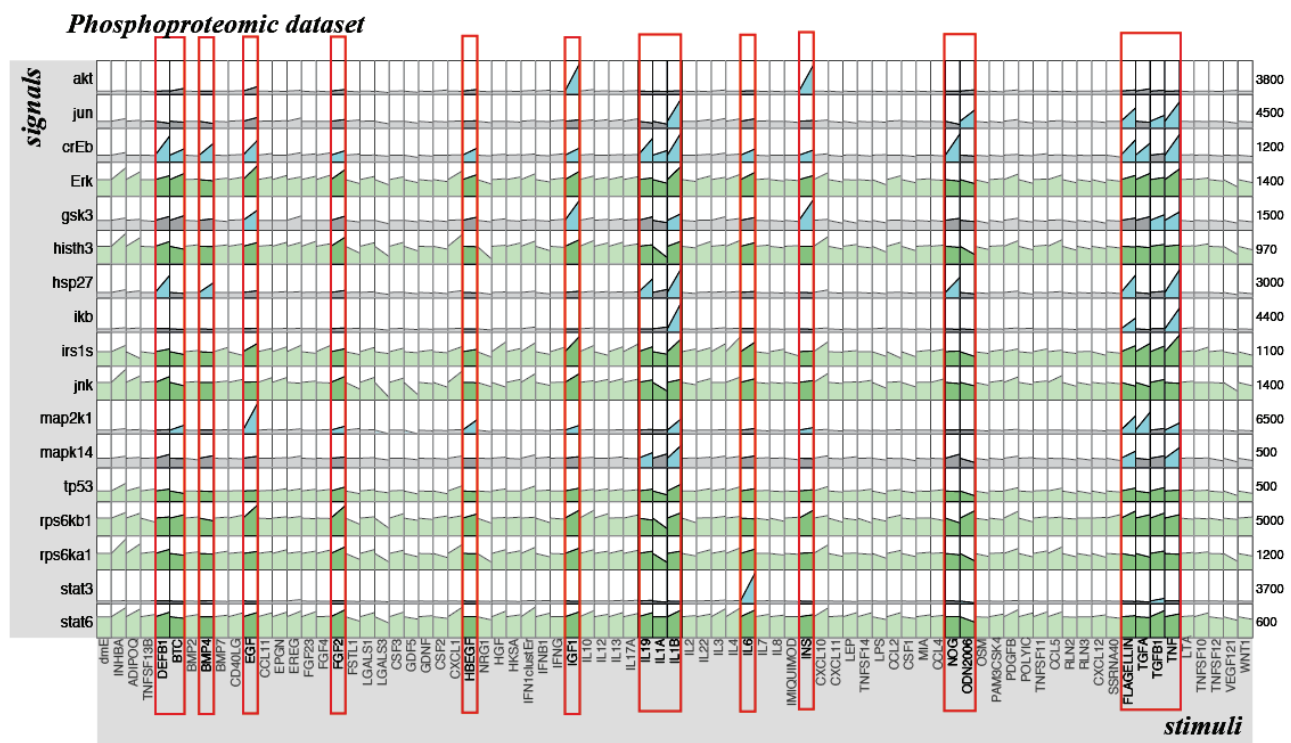 Phosphoproteomic dataset
signals
akt 3800
jun 4500
crEb 1200
Erk 1400
gsk3 1500
histh3 970
hsp27 3000
ikb 4400
irs1s 1100
jnk 1400
map2k1 6500
mapk14 500
tp53 500
rps6kb1 5000
rps6ka1 1200
stat3 3700
stat6 600
dmE
INHBA
ADIPOQ
TNFSF13B
DEFB1
BTC
BMP2
BMP4
BMP7
CD40LG
EGF
CCL11
EPGN
EREG
FGF23
FGF4
FGF2
FSTL1
LGALS1
LGALS3
CSF3
GDF5
GDNF
CSF2
CXCL1
HBEGF
NRG1
HGF
HKSA
IFN1clustEr
IFNB1
IFNG
IGF1
IL10
IL12
IL13
IL17A
IL19
IL1A
IL1B
IL2
IL22
IL3
IL4
IL6
IL7
IL8
IMIQUIMOD
CXCL10
CXCL11
LEP
TNFSF14
LPS
CCL2
CSF1
MIA
CCL4
NOG
ODN2006
OSM
PAM3CSK4
PDGFB
POLYIC
TNFSF11
CCL5
RLN2
RLN3
CXCL12
SSRNA40
FLAGELLIN
TGFA
TGFB1
TNF
LTA
TNFSF10
TNFSF12
VEGF121
WNT1
stimuli